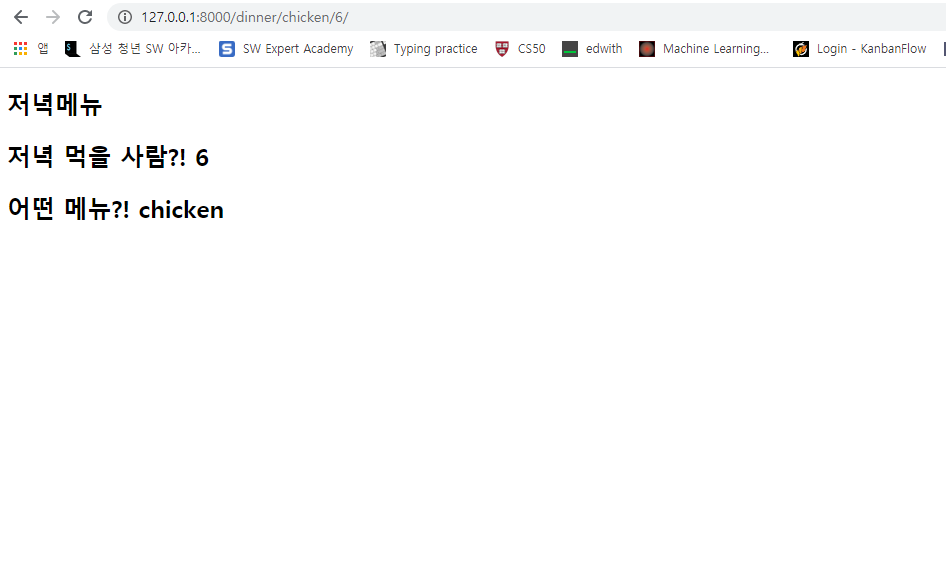 127.0.0.1:8000/dinner/chicken/6/
앱 삼성 청년 SW 아카... SW Expert Academy Typing practice CS50 edwith Machine Learning... Login - KanbanFlow
저녁메뉴
저녁 먹을 사람?! 6
어떤 메뉴?! chicken